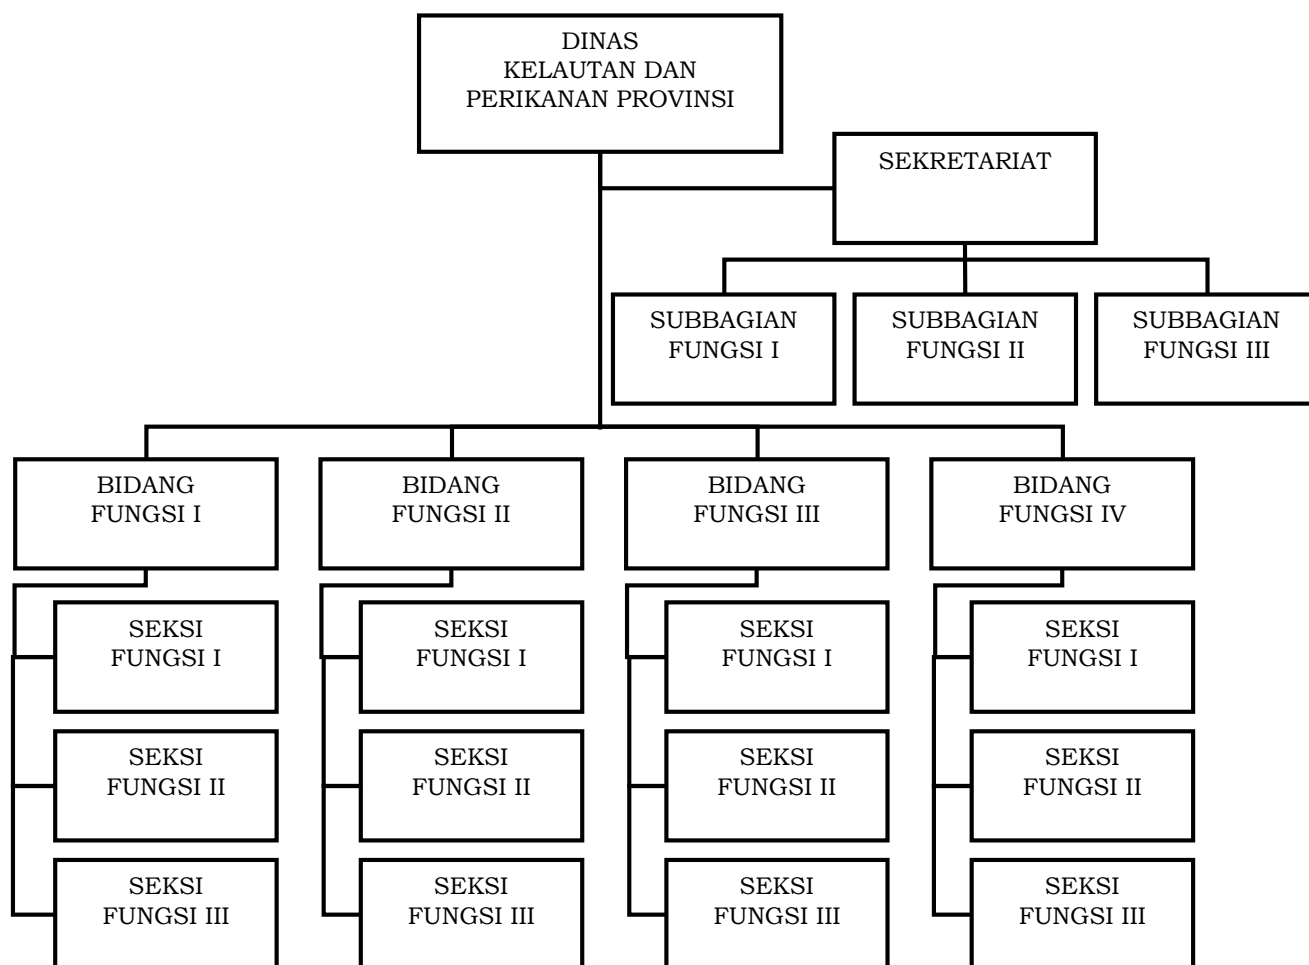 DINAS
KELAUTAN DAN
PERIKANAN PROVINSI
SEKRETARIAT
SUBBAGIAN
FUNGSI I
SUBBAGIAN
FUNGSI II
SUBBAGIAN
FUNGSI III
BIDANG
FUNGSI I
BIDANG
FUNGSI II
BIDANG
FUNGSI III
BIDANG
FUNGSI IV
SEKSI
FUNGSI I
SEKSI
FUNGSI I
SEKSI
FUNGSI I
SEKSI
FUNGSI I
SEKSI
FUNGSI II
SEKSI
FUNGSI II
SEKSI
FUNGSI II
SEKSI
FUNGSI II
SEKSI
FUNGSI III
SEKSI
FUNGSI III
SEKSI
FUNGSI III
SEKSI
FUNGSI III